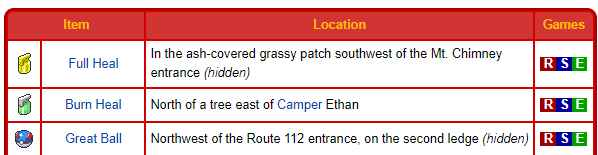 Item Location Games
Full Heal In the ash-covered grassy patch southwest of the Mt. Chimney
entrance (hidden) R S E
Burn Heal North of a tree east of Camper Ethan R S E
Great Ball Northwest of the Route 112 entrance, on the second ledge (hidden) R S E